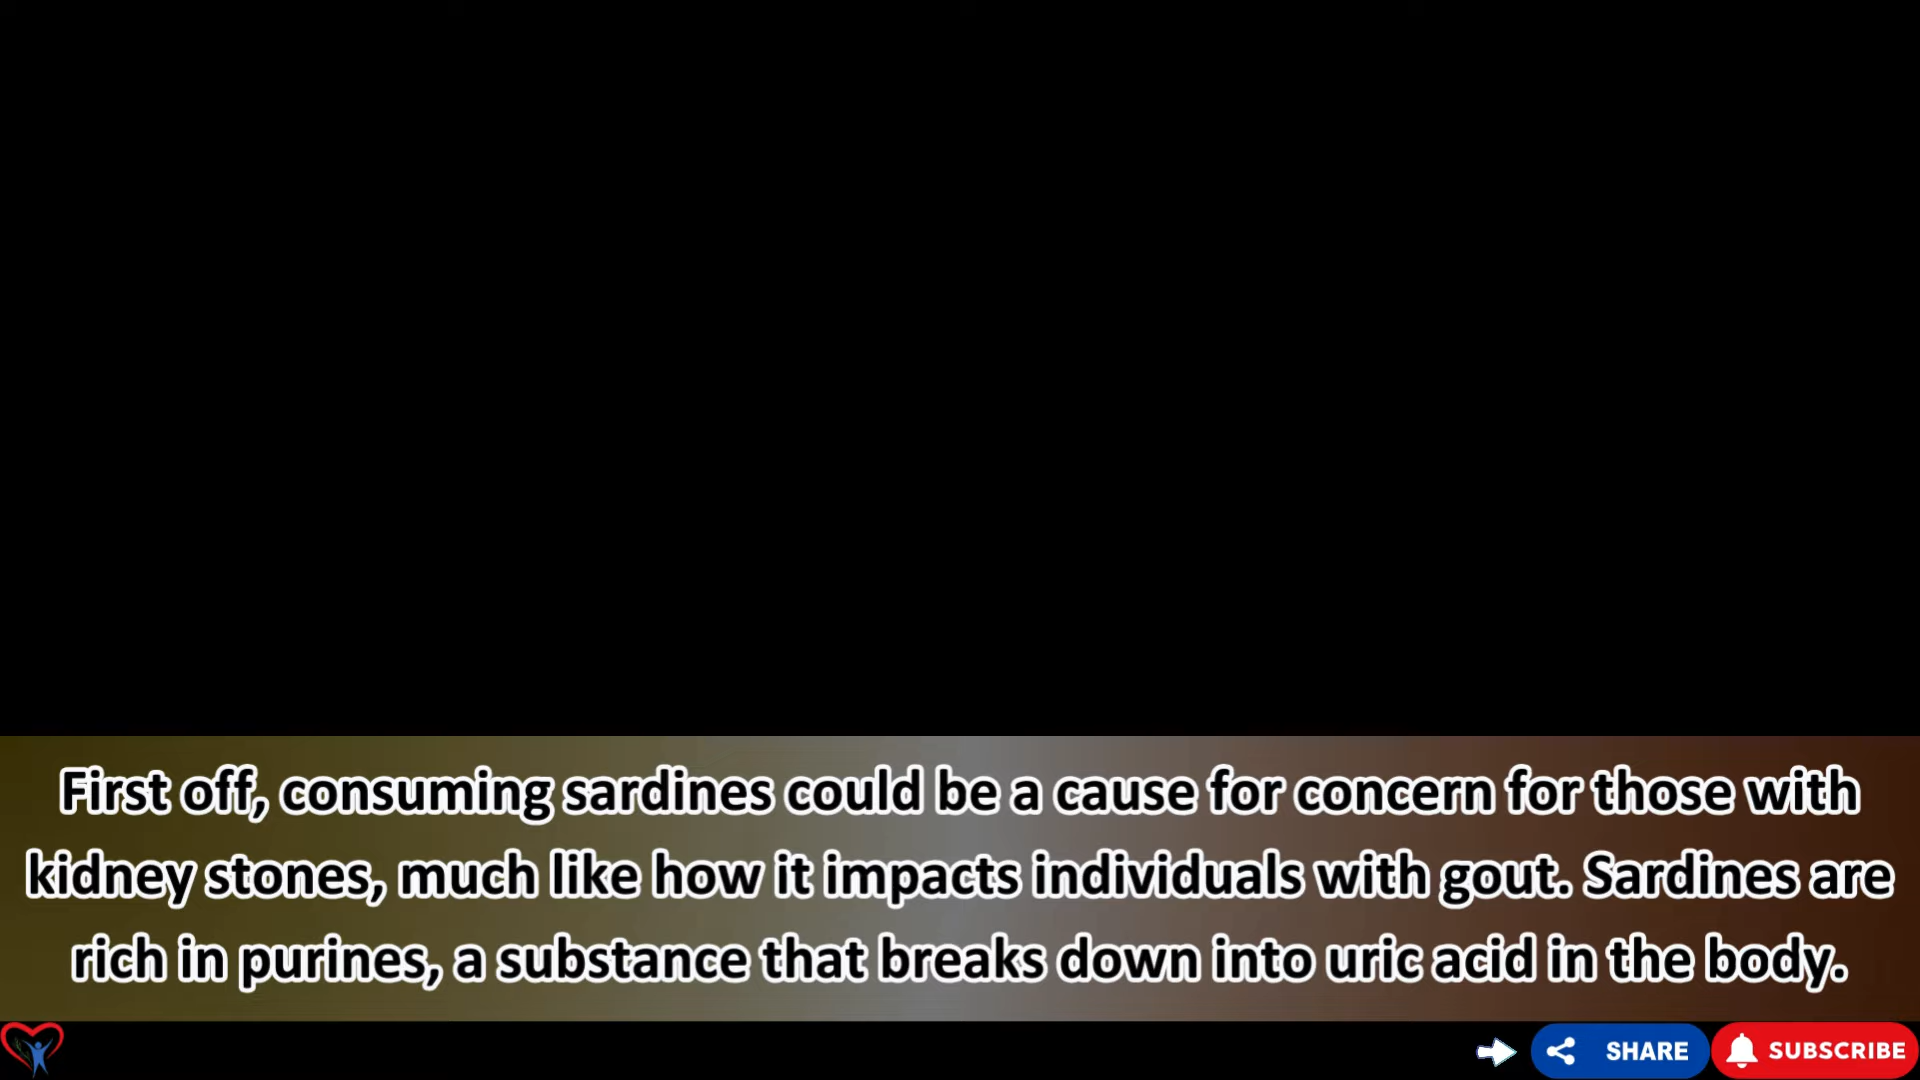 First off, consuming sardines could be a cause for concern for those with
kidney stones, much like how it impacts individuals with gout. Sardines are
rich in purines, a substance that breaks down into uric acid in the body.
SHARE
SUBSCRIBE